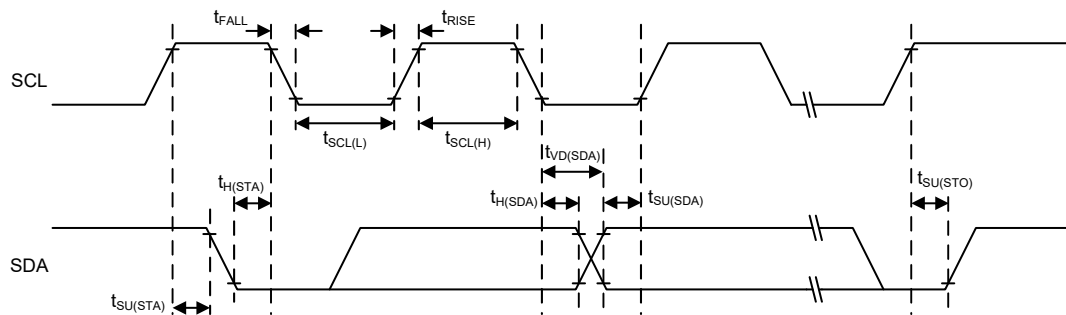 tFALL
tRISE
SCL
tSCL(L)
tSCL(H)
tVD(SDA)
tH(STA)
tH(SDA)
tSU(SDA)
tSU(STO)
SDA
tSU(STA)